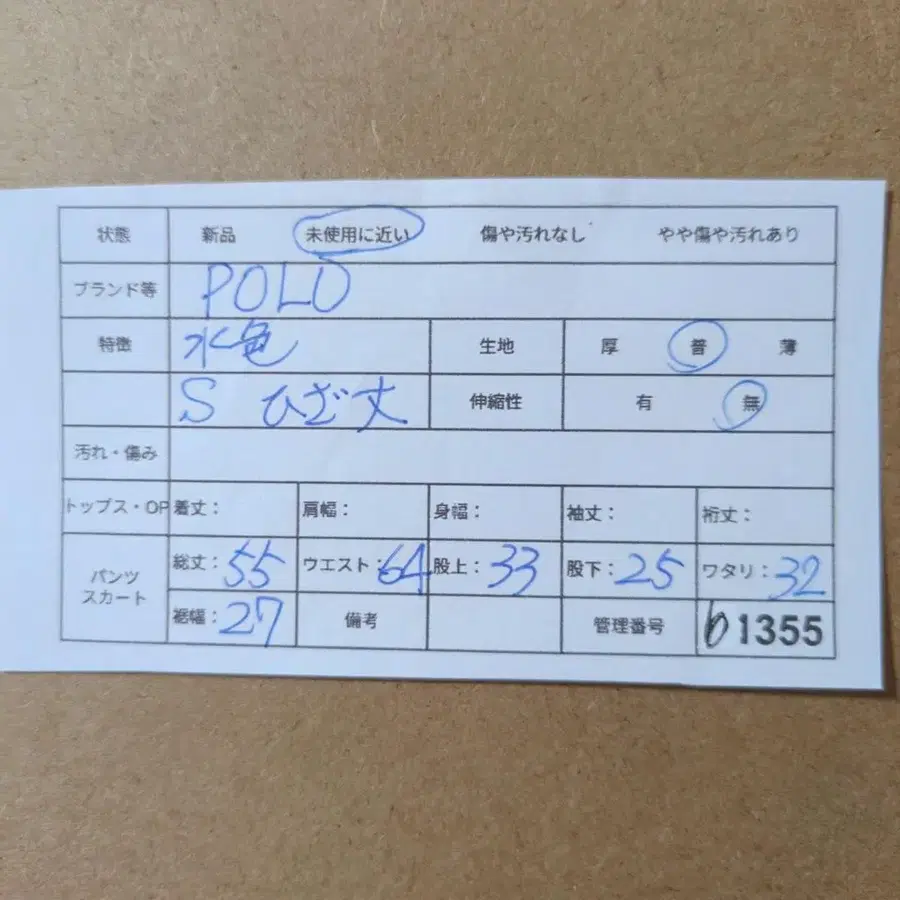 状態 新品 未使用に近い 傷や汚れなし やや傷や汚れあり
ブランド等 POLO
特徴 水色 生地 厚 普 薄
S ひざ丈 伸縮性 有 無
汚れ・傷み
トップス・OP 着丈: 肩幅: 身幅: 袖丈: 裄丈:
パンツ スカート 総丈:55 ウエスト:64 股上:33 股下:25 ワタリ:32
裾幅:27 備考 管理番号 b1355